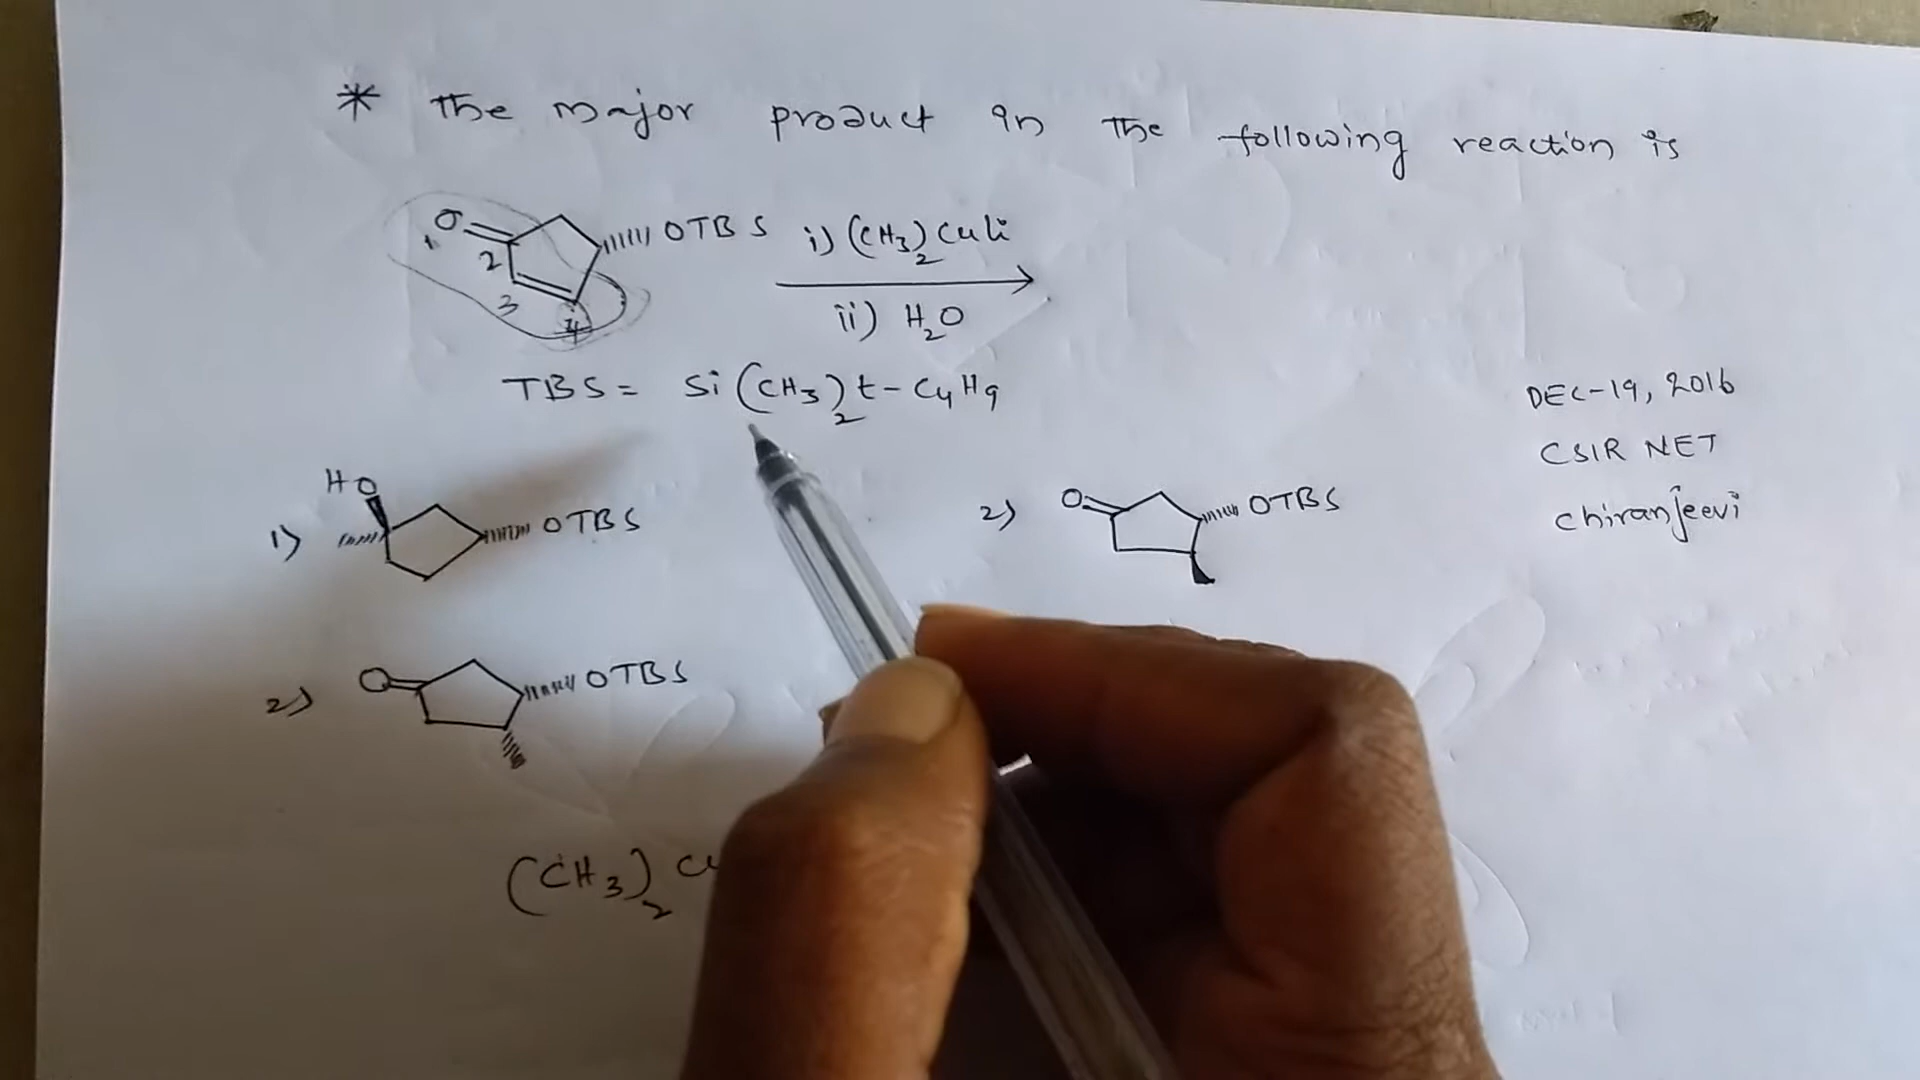 * The major product in the following reaction is
O
1
2
3
4
OTBS
i) (CH3)2CuLi
ii) H2O
TBS = Si(CH3)2 t-C4H9
DEC-19, 2016
CSIR NET
Chiranjeevi
1) HO OTBS
2) O OTBS
2) O OTBS
(CH3)2 Cu